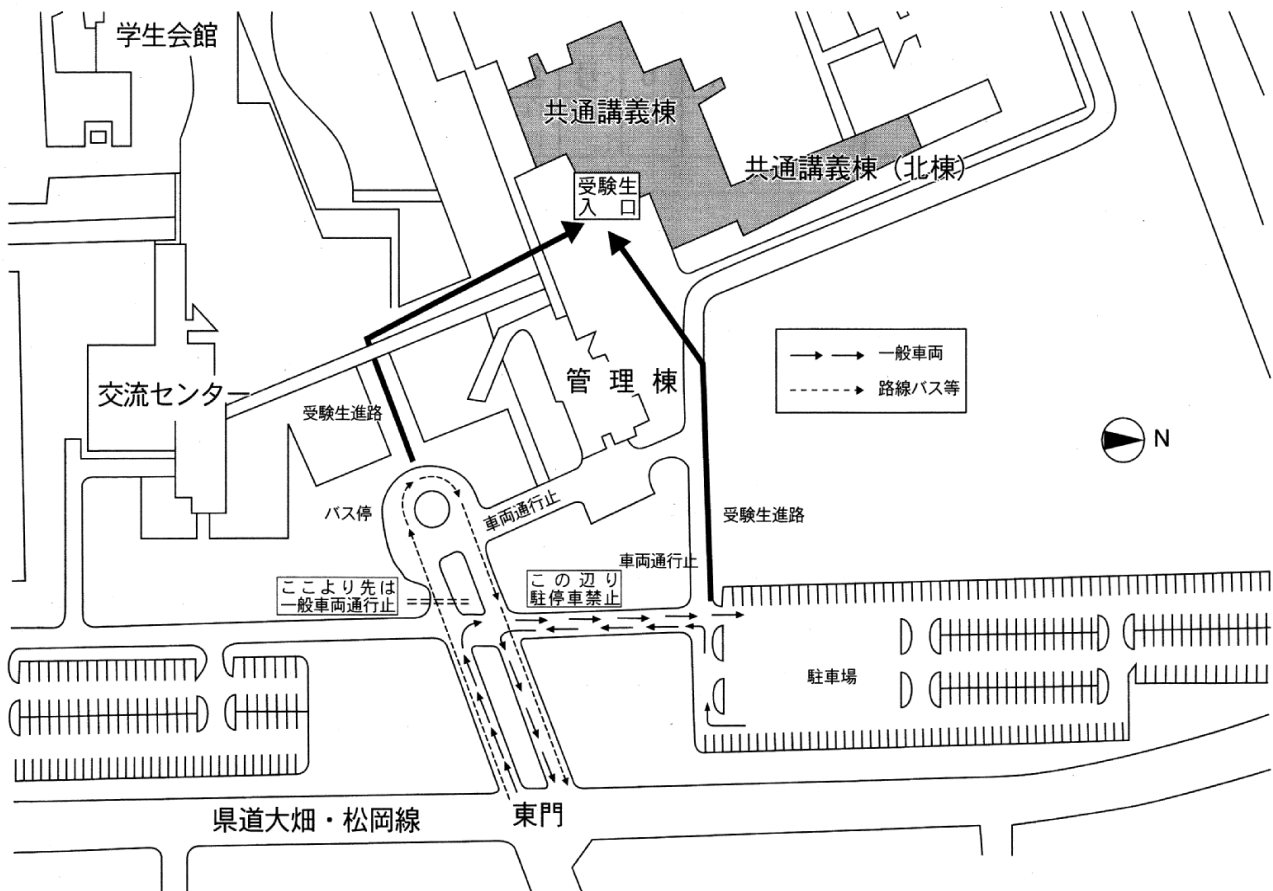 学生会館
共通講義棟
共通講義棟（北棟）
受験生
入口
一般車両
路線バス等
管理棟
交流センター
受験生進路
N
バス停
車両通行止
受験生進路
車両通行止
ここより先は
一般車両通行止
この辺り
駐停車禁止
駐車場
東門
県道大畑・松岡線